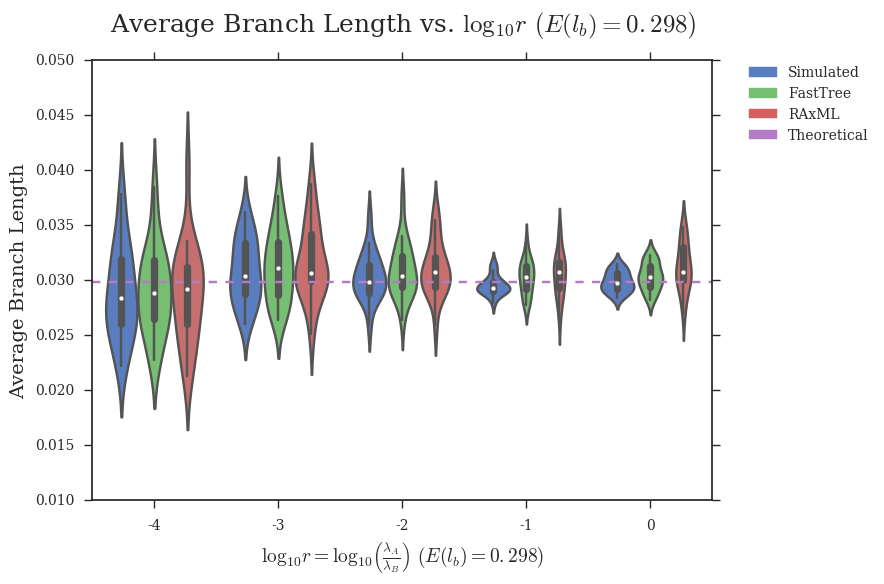 Average Branch Length vs. log₁₀r (E(l_b) = 0.298)
Simulated
FastTree
RAxML
Theoretical
Average Branch Length
0.050
0.045
0.040
0.035
0.030
0.025
0.020
0.015
0.010
-4 -3 -2 -1 0
log₁₀r = log₁₀(λ_A/λ_B) (E(l_b) = 0.298)